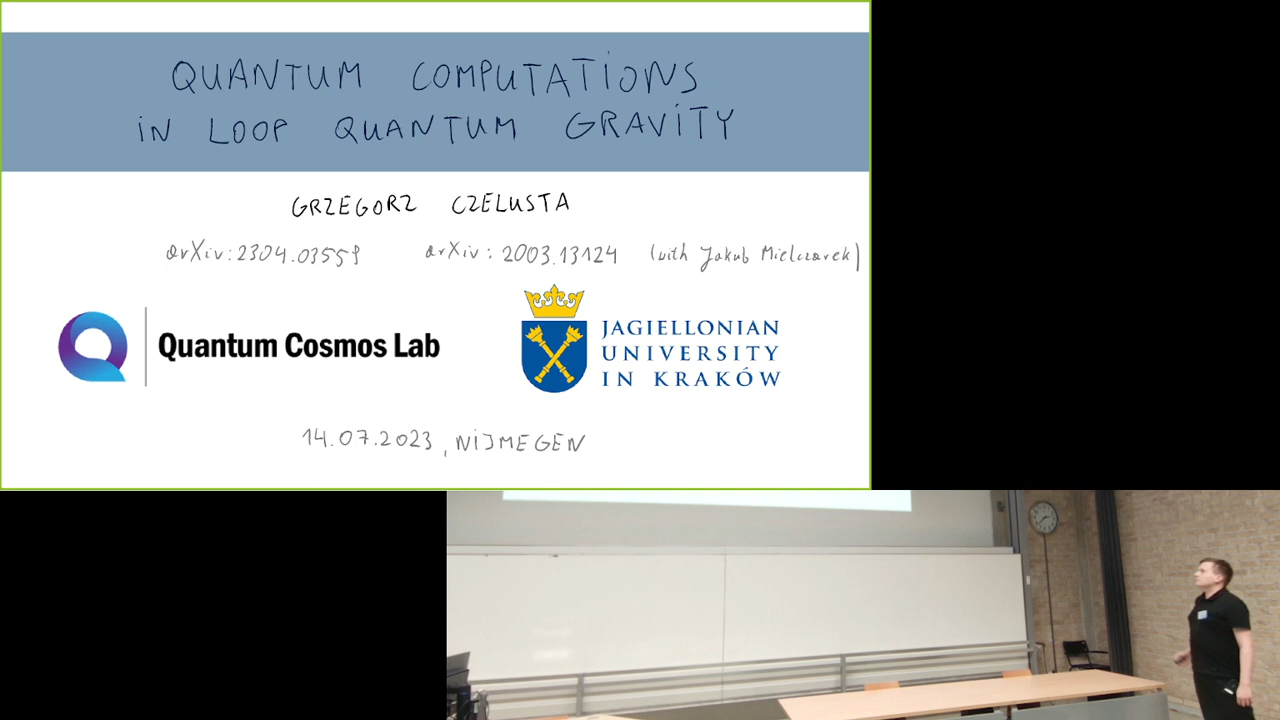 QUANTUM COMPUTATIONS
IN LOOP QUANTUM GRAVITY
GRZEGORZ CZELUSTA
arXiv:2304.03559 arXiv: 2003.13124 (with Jakub Mielczarek)
Quantum Cosmos Lab
JAGIELLONIAN
UNIVERSITY
IN KRAKÓW
14.07.2023, NIJMEGEN